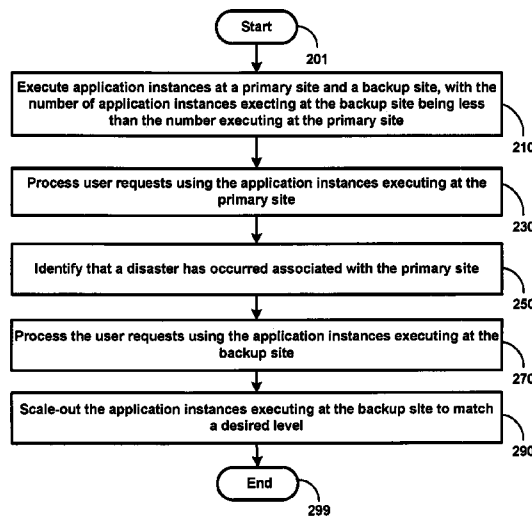 Start
201
Execute application instances at a primary site and a backup site, with the
number of application instances execting at the backup site being less
than the number executing at the primary site
210
Process user requests using the application instances executing at the
primary site
230
Identify that a disaster has occurred associated with the primary site
250
Process the user requests using the application instances executing at the
backup site
270
Scale-out the application instances executing at the backup site to match
a desired level
290
End
299